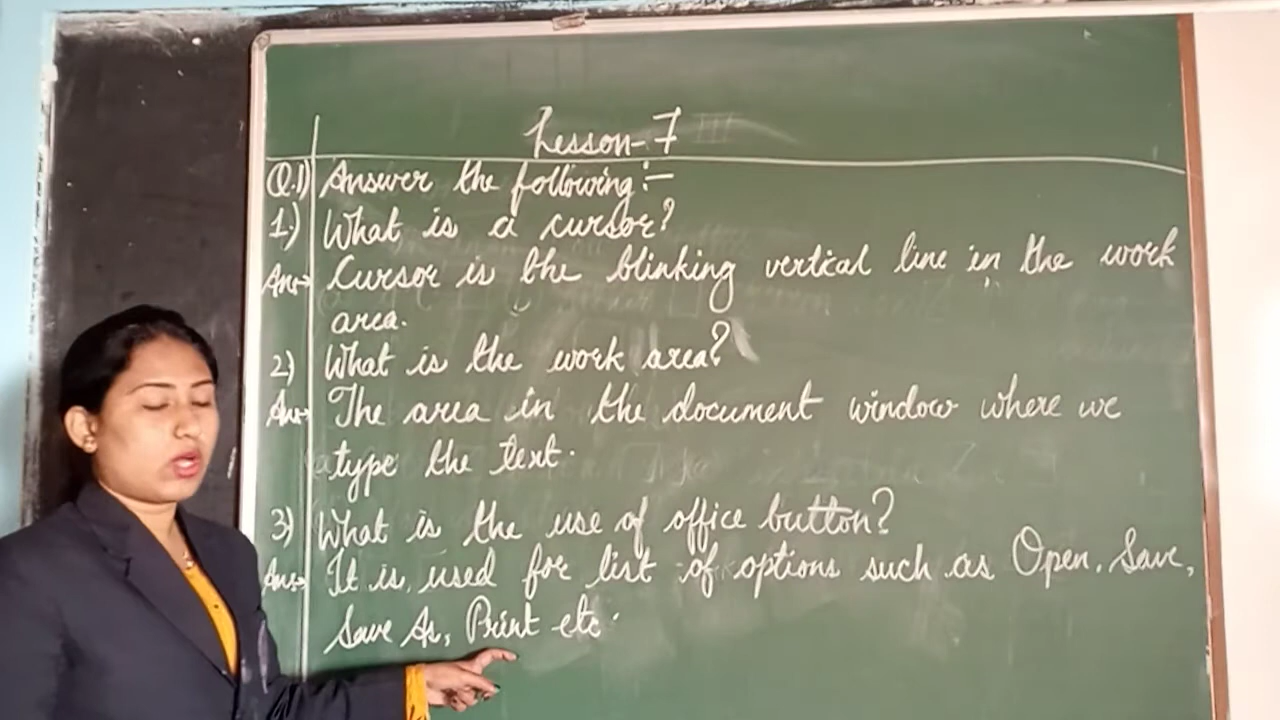 Lesson-7
Q.1) Answer the following:-
1.) What is a cursor?
Ans→ Cursor is the blinking vertical line in the work
area.
2) What is the work area?
Ans→ The area in the document window where we
type the text.
3) What is the use of office button?
Ans→ It is used for list of options such as Open, Save,
Save As, Print etc.